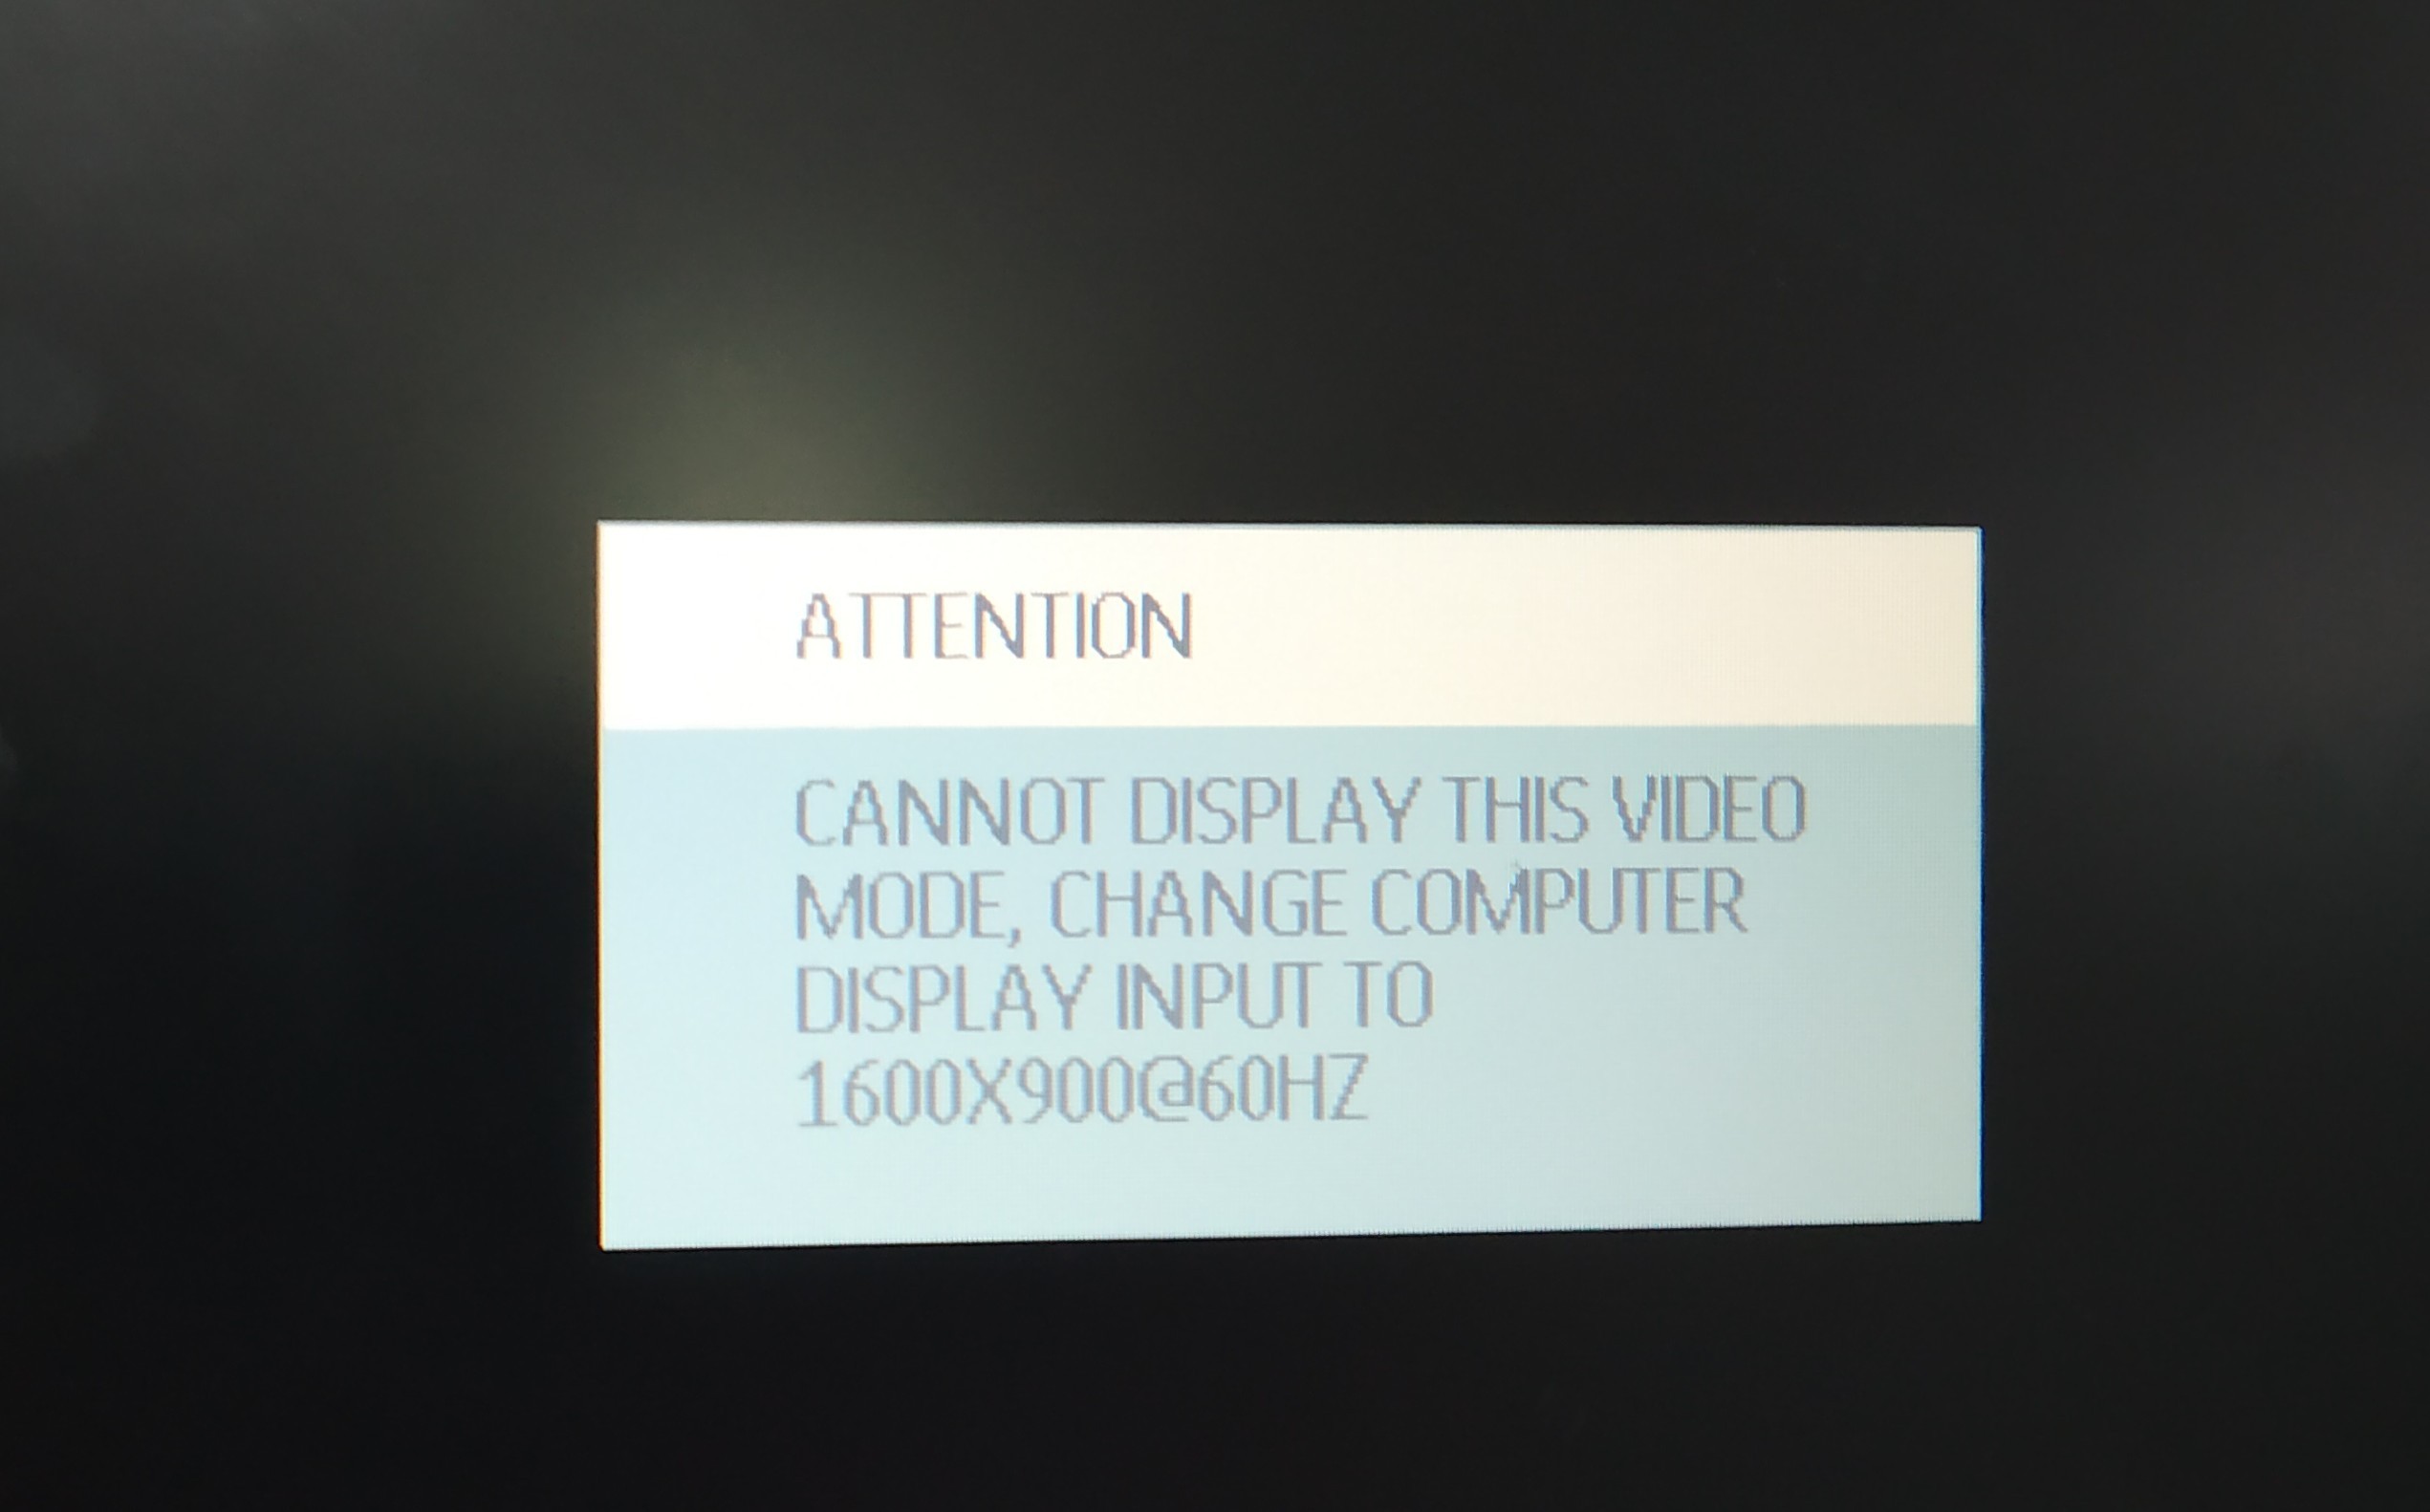 ATTENTION
CANNOT DISPLAY THIS VIDEO
MODE, CHANGE COMPUTER
DISPLAY INPUT TO
1600X900@60HZ